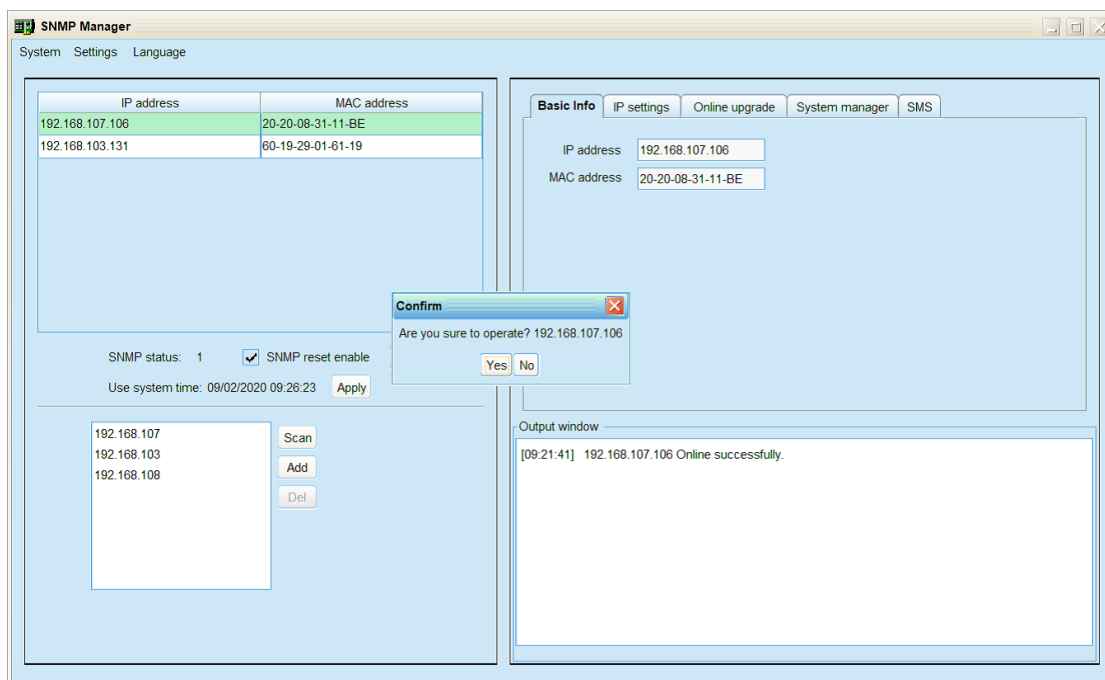 SNMP Manager
System Settings Language
IP address MAC address
192.168.107.106 20-20-08-31-11-BE
192.168.103.131 60-19-29-01-61-19
SNMP status: 1 SNMP reset enable
Use system time: 09/02/2020 09:26:23 Apply
192.168.107
192.168.103
192.168.108
Scan
Add
Del
Basic Info IP settings Online upgrade System manager SMS
IP address 192.168.107.106
MAC address 20-20-08-31-11-BE
Confirm
Are you sure to operate? 192.168.107.106
Yes No
Output window
[09:21:41] 192.168.107.106 Online successfully.